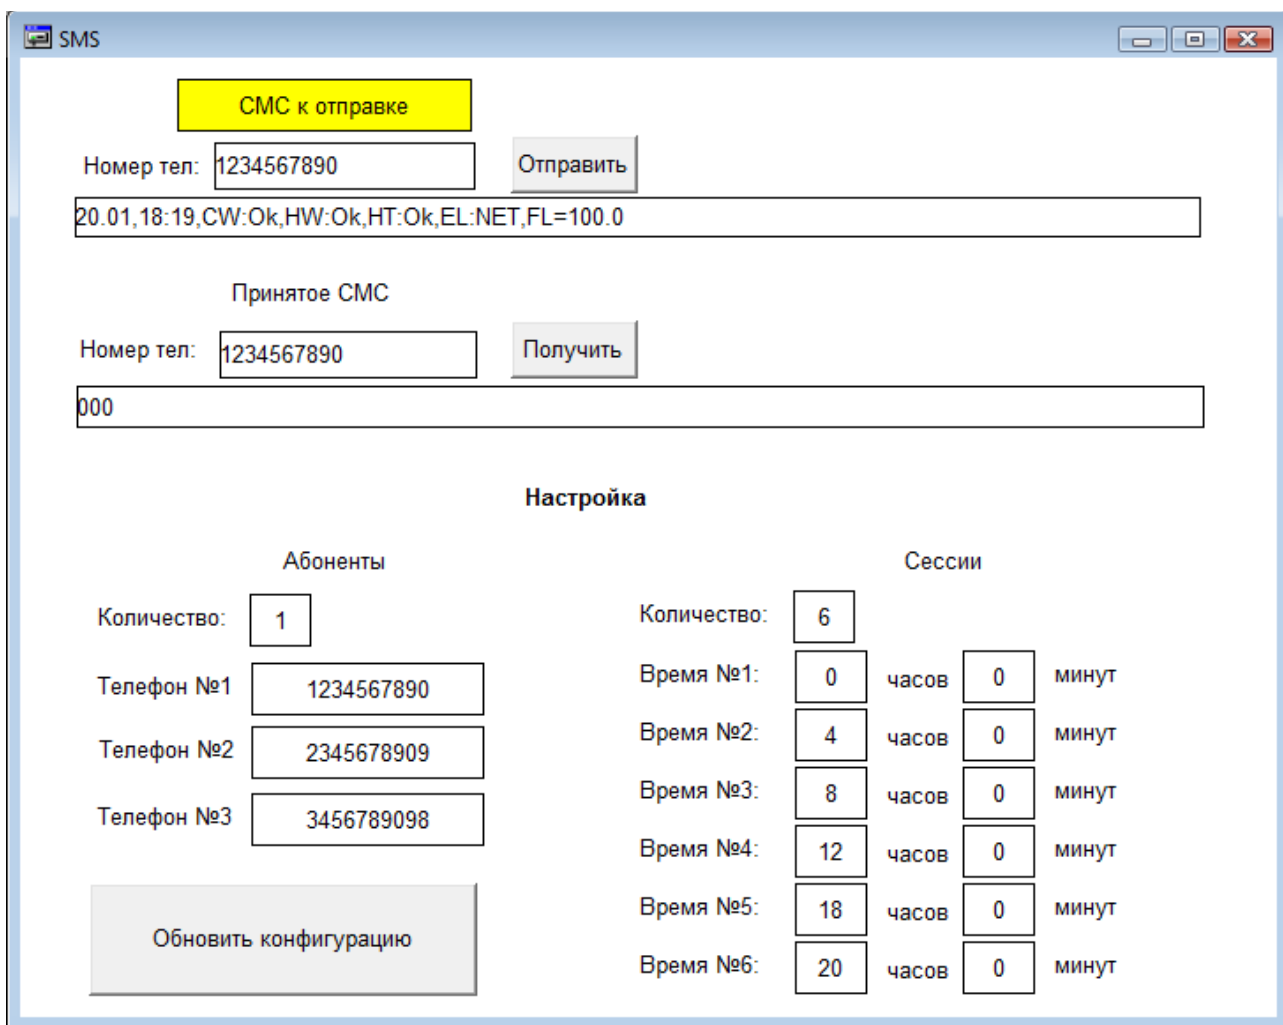 SMS
СМС к отправке
Номер тел: 1234567890 Отправить
20.01,18:19,CW:Ok,HW:Ok,HT:Ok,EL:NET,FL=100.0
Принятое СМС
Номер тел: 1234567890 Получить
000
Настройка
Абоненты
Количество: 1
Телефон №1 1234567890
Телефон №2 2345678909
Телефон №3 3456789098
Обновить конфигурацию
Сессии
Количество: 6
Время №1: 0 часов 0 минут
Время №2: 4 часов 0 минут
Время №3: 8 часов 0 минут
Время №4: 12 часов 0 минут
Время №5: 18 часов 0 минут
Время №6: 20 часов 0 минут